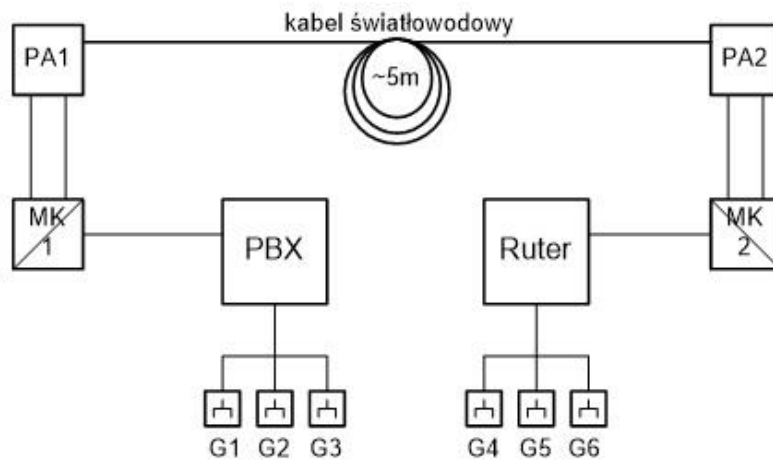 kabel światłowodowy
PA1
~5m
PA2
MK
1
PBX
Ruter
MK
2
G1 G2 G3 G4 G5 G6